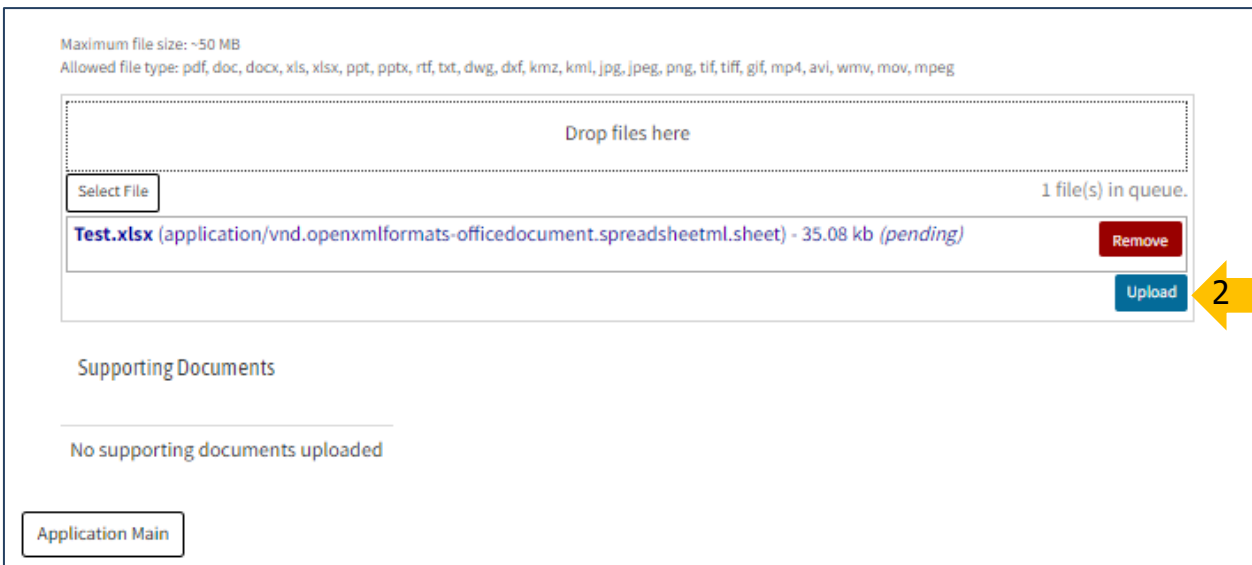 Maximum file size: ~50 MB
Allowed file type: pdf, doc, docx, xls, xlsx, ppt, pptx, rtf, txt, dwg, dxf, kmz, kml, jpg, jpeg, png, tif, tiff, gif, mp4, avi, wmv, mov, mpeg
Drop files here
Select File 1 file(s) in queue.
Test.xlsx (application/vnd.openxmlformats-officedocument.spreadsheetml.sheet) - 35.08 kb (pending) Remove
Upload 2
Supporting Documents
No supporting documents uploaded
Application Main